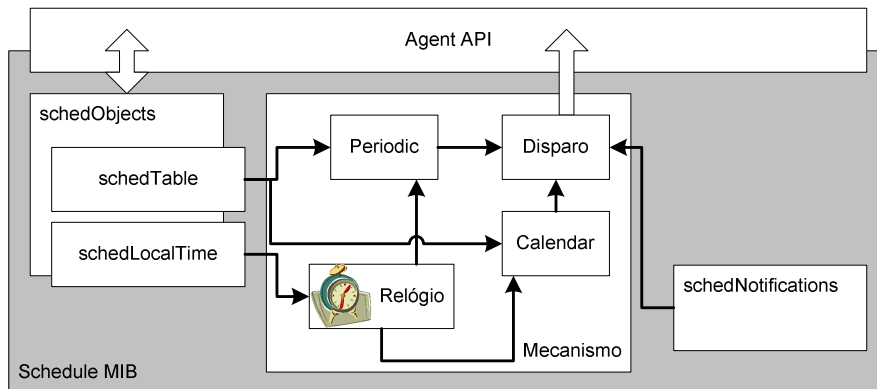 Agent API
schedObjects
schedTable
schedLocalTime
Periodic
Disparo
Calendar
Relógio
Mecanismo
schedNotifications
Schedule MIB